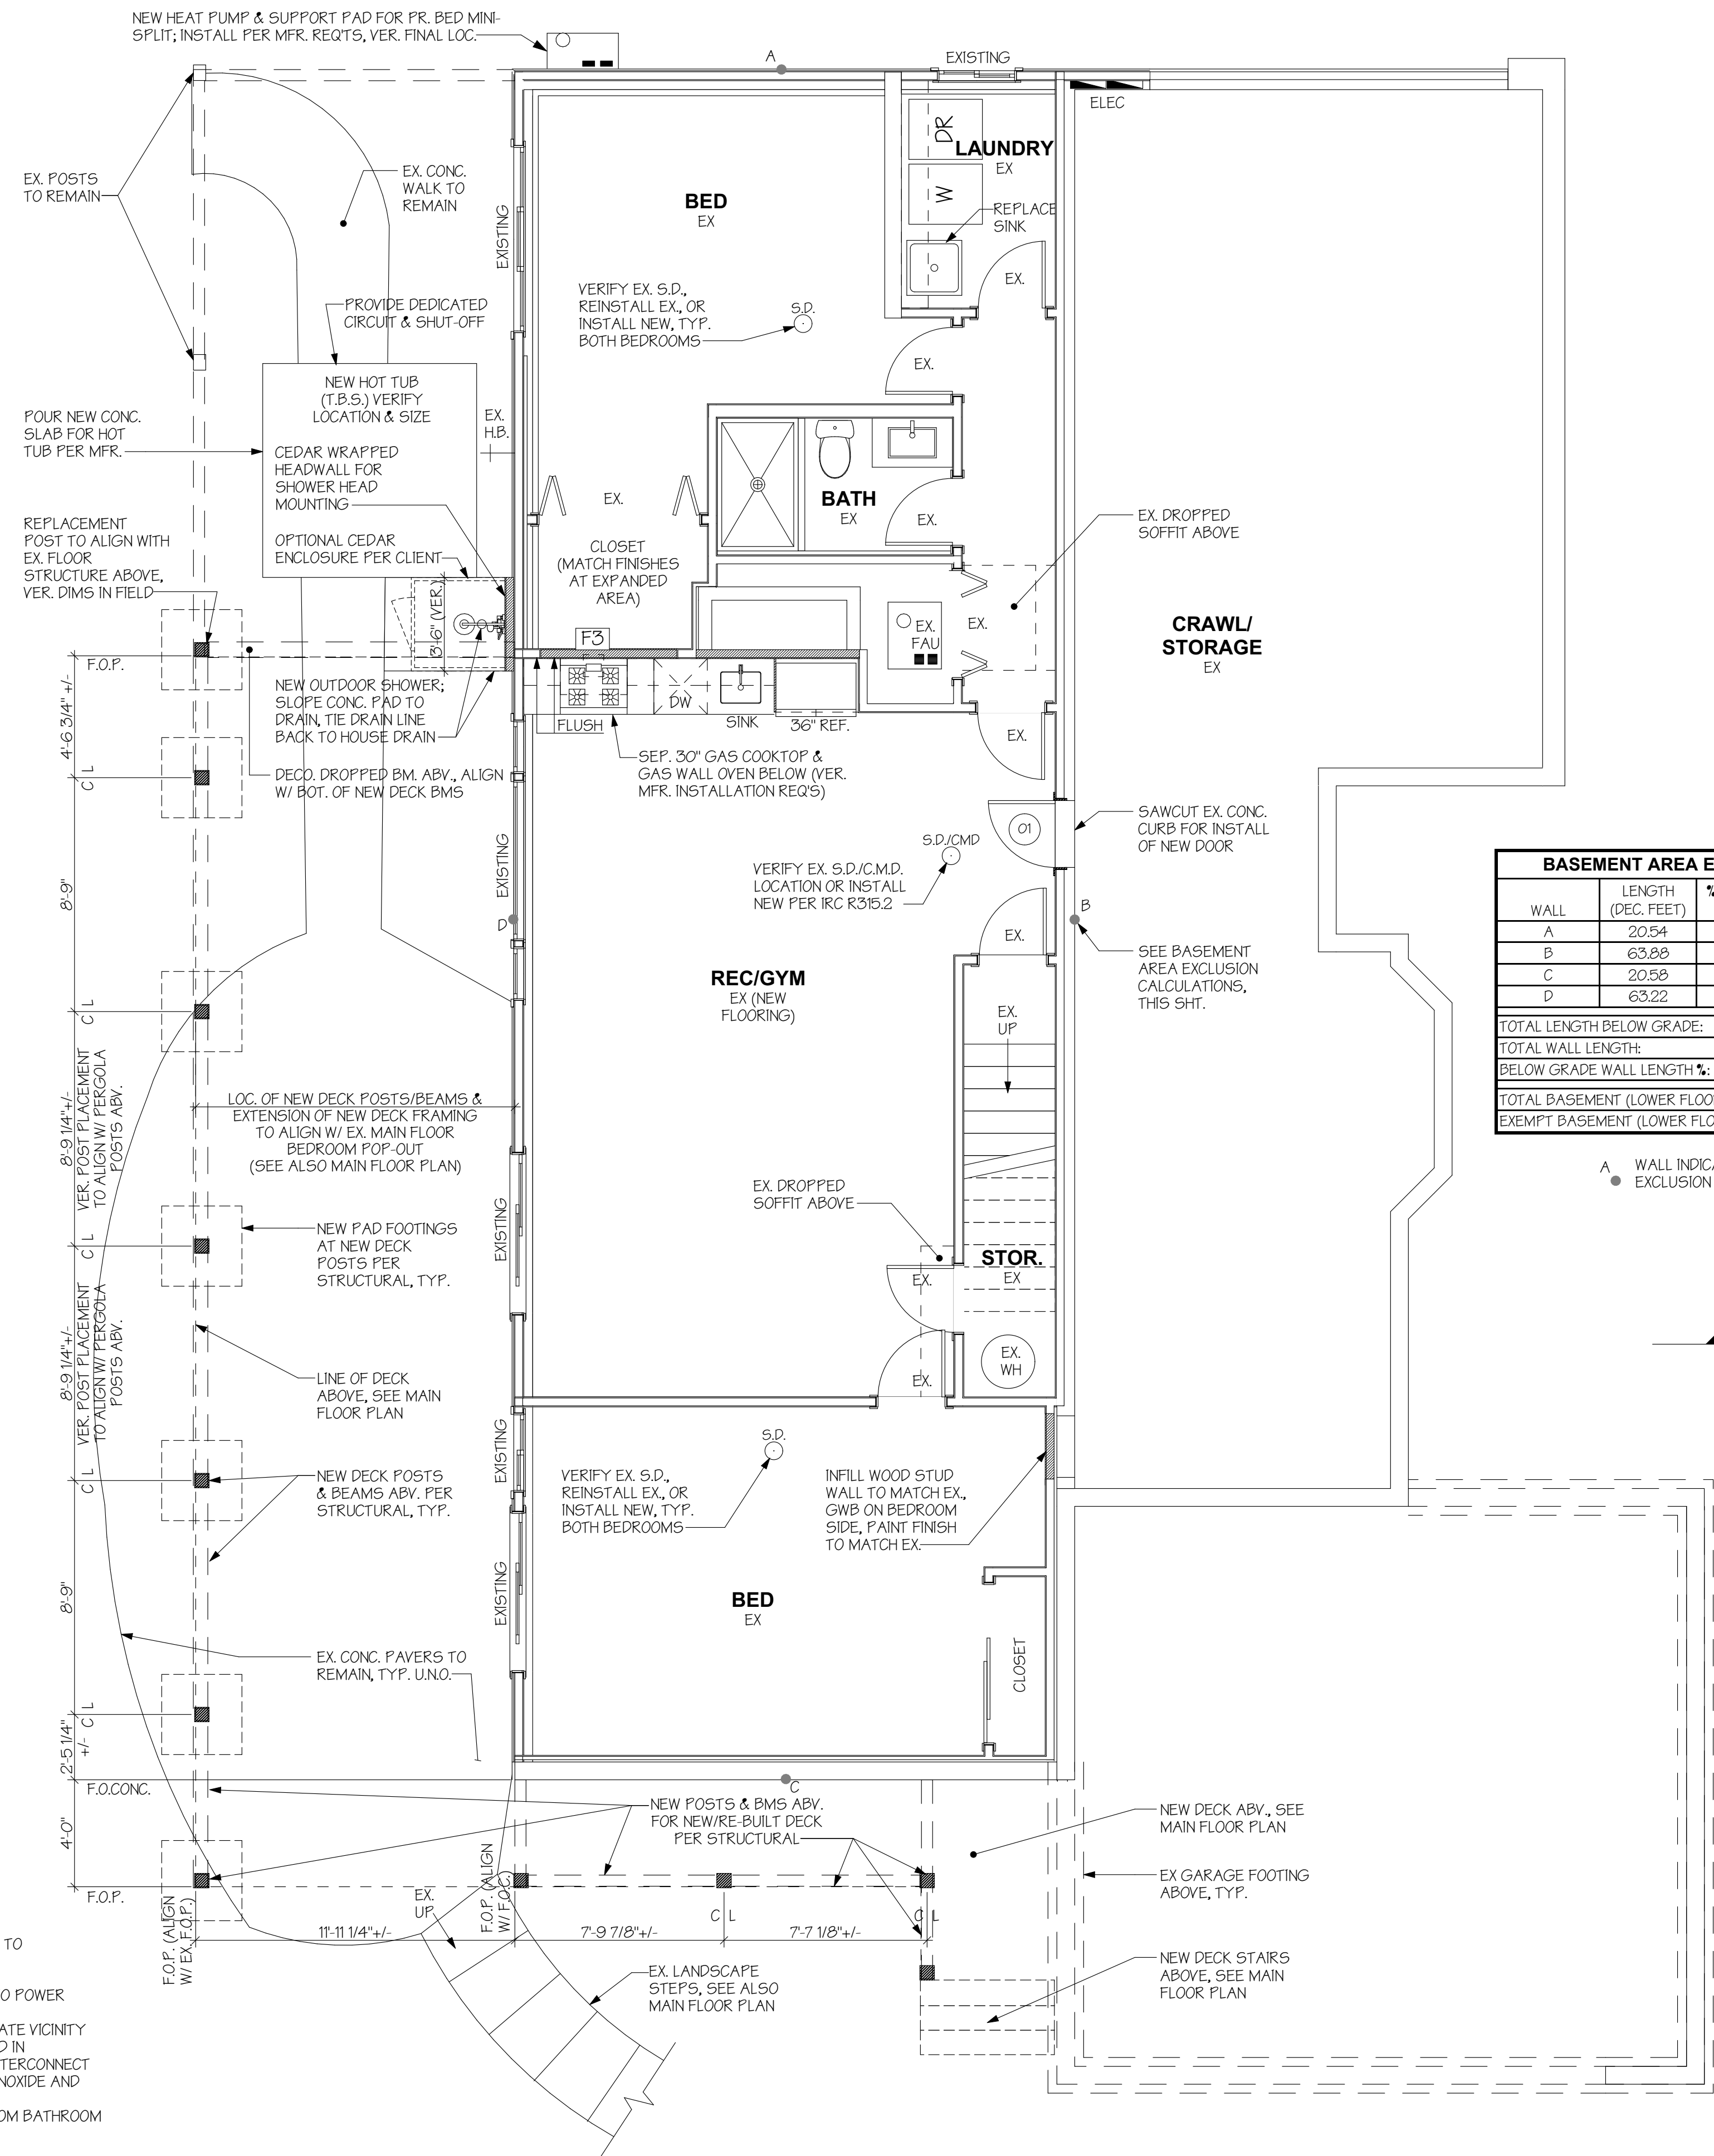 NEW HEAT PUMP & SUPPORT PAD FOR PR. BED MINI-
SPLIT; INSTALL PER MFR. REQ'TS, VER. FINAL LOC.
A
EXISTING
ELEC
EX. POSTS
TO REMAIN
EX. CONC.
WALK TO
REMAIN
EXISTING
BED
EX
DR
LAUNDRY
EX
W
REPLACE
SINK
EX.
PROVIDE DEDICATED
CIRCUIT & SHUT-OFF
VERIFY EX. S.D.,
REINSTALL EX., OR
INSTALL NEW, TYP.
BOTH BEDROOMS
S.D.
EX.
NEW HOT TUB
(T.B.S.) VERIFY
LOCATION & SIZE
POUR NEW CONC.
SLAB FOR HOT
TUB PER MFR.
EX.
H.B.
CEDAR WRAPPED
HEADWALL FOR
SHOWER HEAD
MOUNTING
EX.
BATH
EX
EX.
EX. DROPPED
SOFFIT ABOVE
REPLACEMENT
POST TO ALIGN WITH
EX. FLOOR
STRUCTURE ABOVE,
VER. DIMS IN FIELD
OPTIONAL CEDAR
ENCLOSURE PER CLIENT
CLOSET
(MATCH FINISHES
AT EXPANDED
AREA)
3'-6" (VER.)
F3
EX.
FAU
EX.
CRAWL/
STORAGE
EX
F.O.P.
4'-6 3/4" +/-
NEW OUTDOOR SHOWER;
SLOPE CONC. PAD TO
DRAIN, TIE DRAIN LINE
BACK TO HOUSE DRAIN
FLUSH
DW
SINK
36" REF.
EX.
SEP. 30" GAS COOKTOP &
GAS WALL OVEN BELOW (VER.
MFR. INSTALLATION REQ'S)
DECO. DROPPED BM. ABV., ALIGN
W/ BOT. OF NEW DECK BMS
C L
8'-9"
EXISTING
D
S.D./CMD
01
SAWCUT EX. CONC.
CURB FOR INSTALL
OF NEW DOOR
VERIFY EX. S.D./C.M.D.
LOCATION OR INSTALL
NEW PER IRC R315.2
B
EX.
SEE BASEMENT
AREA EXCLUSION
CALCULATIONS,
THIS SHT.
BASEMENT AREA E
WALL
LENGTH
(DEC. FEET)
%
A 20.54
B 63.88
C 20.58
D 63.22
TOTAL LENGTH BELOW GRADE:
TOTAL WALL LENGTH:
BELOW GRADE WALL LENGTH %:
TOTAL BASEMENT (LOWER FLOO
EXEMPT BASEMENT (LOWER FLO
A WALL INDICA
EXCLUSION
REC/GYM
EX (NEW
FLOORING)
EX.
UP
C L
8'-9 1/4"+/-
VER. POST PLACEMENT
TO ALIGN W/ PERGOLA
POSTS ABV.
LOC. OF NEW DECK POSTS/BEAMS &
EXTENSION OF NEW DECK FRAMING
TO ALIGN W/ EX. MAIN FLOOR
BEDROOM POP-OUT
(SEE ALSO MAIN FLOOR PLAN)
EXISTING
EX. DROPPED
SOFFIT ABOVE
NEW PAD FOOTINGS
AT NEW DECK
POSTS PER
STRUCTURAL, TYP.
C L
STOR.
EX
EX.
8'-9 1/4"+/-
VER. POST PLACEMENT
TO ALIGN W/ PERGOLA
POSTS ABV.
LINE OF DECK
ABOVE, SEE MAIN
FLOOR PLAN
EX.
WH
EX.
EXISTING
S.D.
NEW DECK POSTS
& BEAMS ABV. PER
STRUCTURAL, TYP.
VERIFY EX. S.D.,
REINSTALL EX., OR
INSTALL NEW, TYP.
BOTH BEDROOMS
INFILL WOOD STUD
WALL TO MATCH EX.,
GWB ON BEDROOM
SIDE, PAINT FINISH
TO MATCH EX.
C L
8'-9"
EXISTING
BED
EX
CLOSET
EX. CONC. PAVERS TO
REMAIN, TYP. U.N.O.
C L
2'-5 1/4"
+/-
F.O.CONC.
C
NEW POSTS & BMS ABV.
FOR NEW/RE-BUILT DECK
PER STRUCTURAL
NEW DECK ABV., SEE
MAIN FLOOR PLAN
4'-0"
F.O.P.
F.O.P. (ALIGN
W/ EX. F.O.P.)
EX.
UP
F.O.P. (ALIGN
W/ F.O.C.)
EX GARAGE FOOTING
ABOVE, TYP.
11'-11 1/4"+/-
7'-9 7/8"+/-
C L
7'-7 1/8"+/-
C L
EX. LANDSCAPE
STEPS, SEE ALSO
MAIN FLOOR PLAN
NEW DECK STAIRS
ABOVE, SEE MAIN
FLOOR PLAN
TO
O POWER
ATE VICINITY
D IN
TERCONNECT
NOXIDE AND
OM BATHROOM